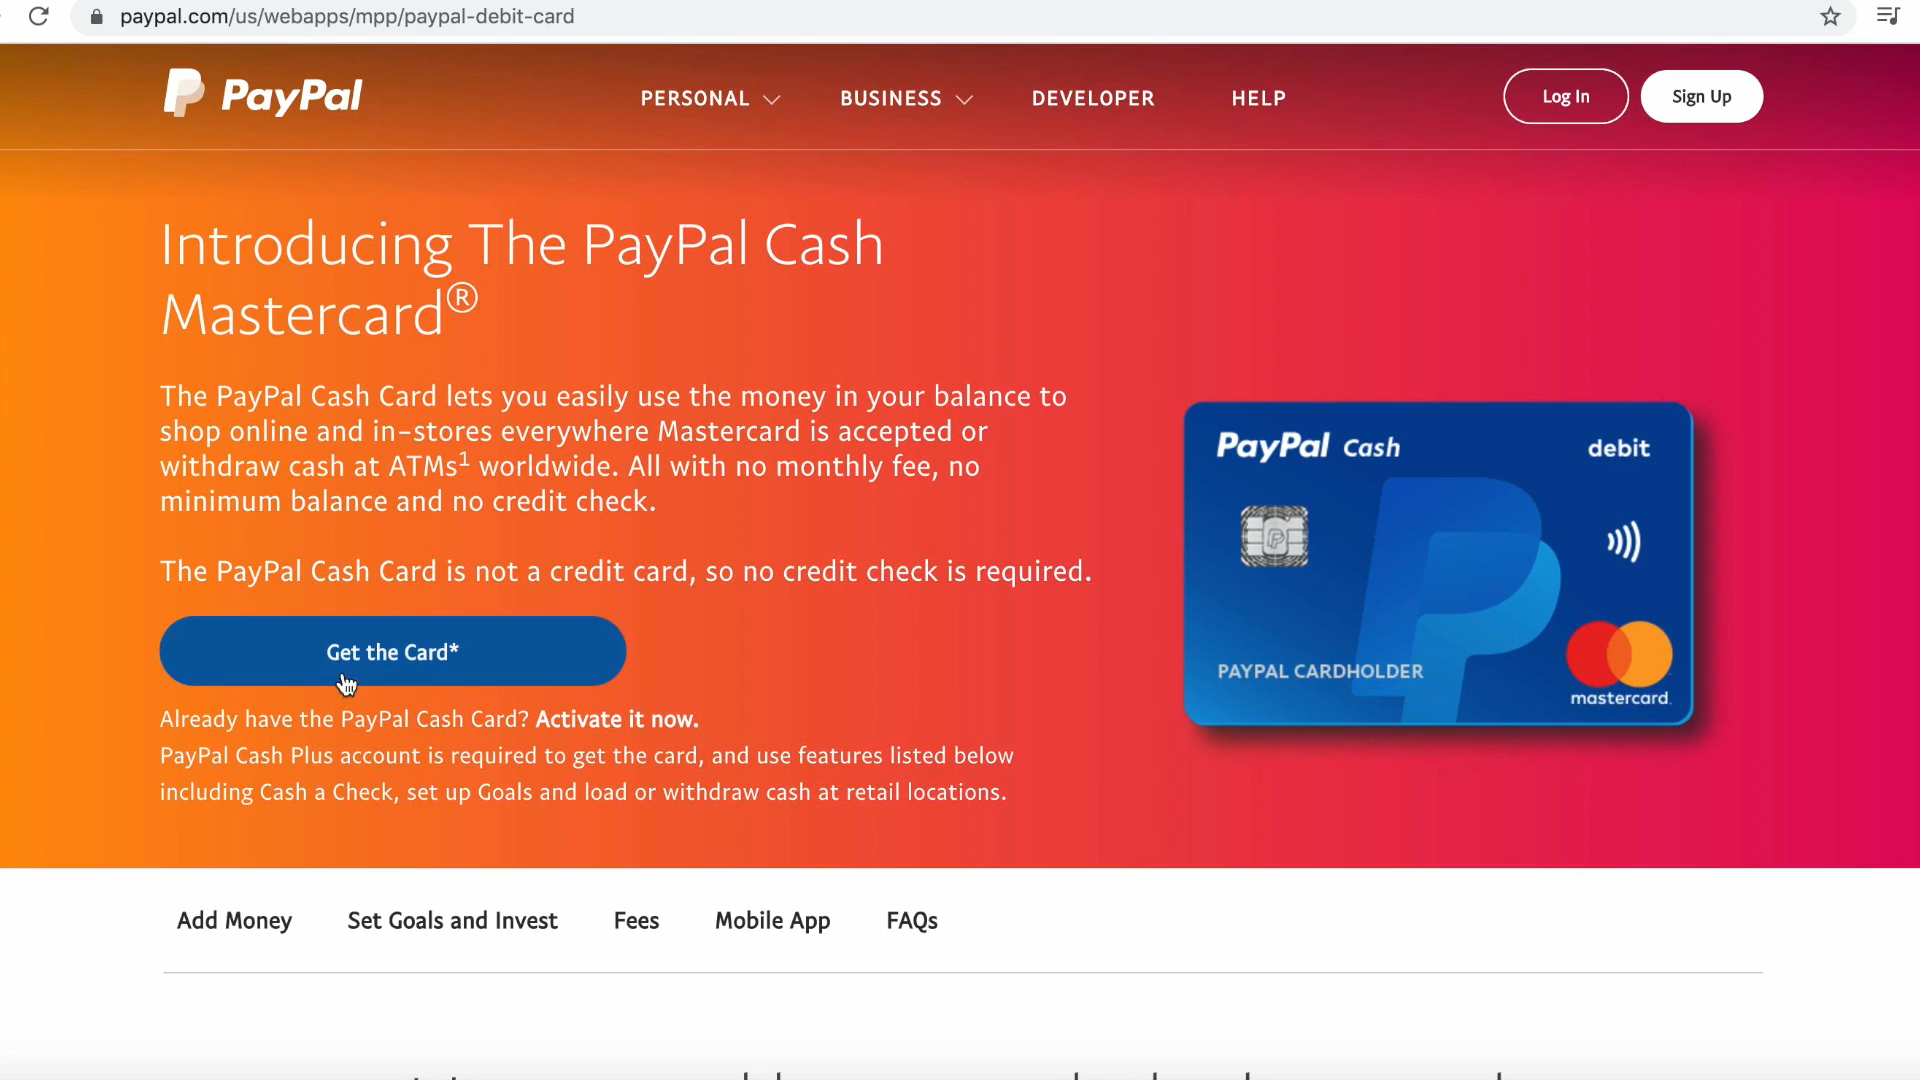 paypal.com/us/webapps/mpp/paypal-debit-card
PayPal
PERSONAL
BUSINESS
DEVELOPER
HELP
Log In
Sign Up
Introducing The PayPal Cash
Mastercard®
The PayPal Cash Card lets you easily use the money in your balance to
shop online and in-stores everywhere Mastercard is accepted or
withdraw cash at ATMs¹ worldwide. All with no monthly fee, no
minimum balance and no credit check.
The PayPal Cash Card is not a credit card, so no credit check is required.
Get the Card*
Already have the PayPal Cash Card? Activate it now.
PayPal Cash Plus account is required to get the card, and use features listed below
including Cash a Check, set up Goals and load or withdraw cash at retail locations.
PayPal Cash
debit
PAYPAL CARDHOLDER
mastercard.
Add Money
Set Goals and Invest
Fees
Mobile App
FAQs